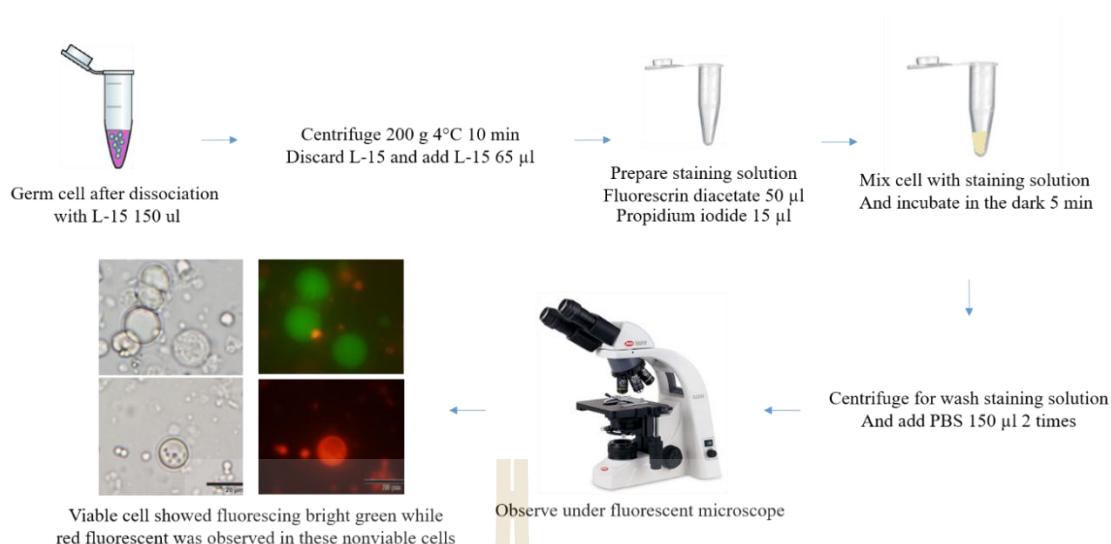 Germ cell after dissociation
with L-15 150 ul
Centrifuge 200 g 4°C 10 min
Discard L-15 and add L-15 65 µl
Prepare staining solution
Fluorescrin diacetate 50 µl
Propidium iodide 15 µl
Mix cell with staining solution
And incubate in the dark 5 min
Centrifuge for wash staining solution
And add PBS 150 µl 2 times
Observe under fluorescent microscope
20 µm
Viable cell showed fluorescing bright green while
red fluorescent was observed in these nonviable cells